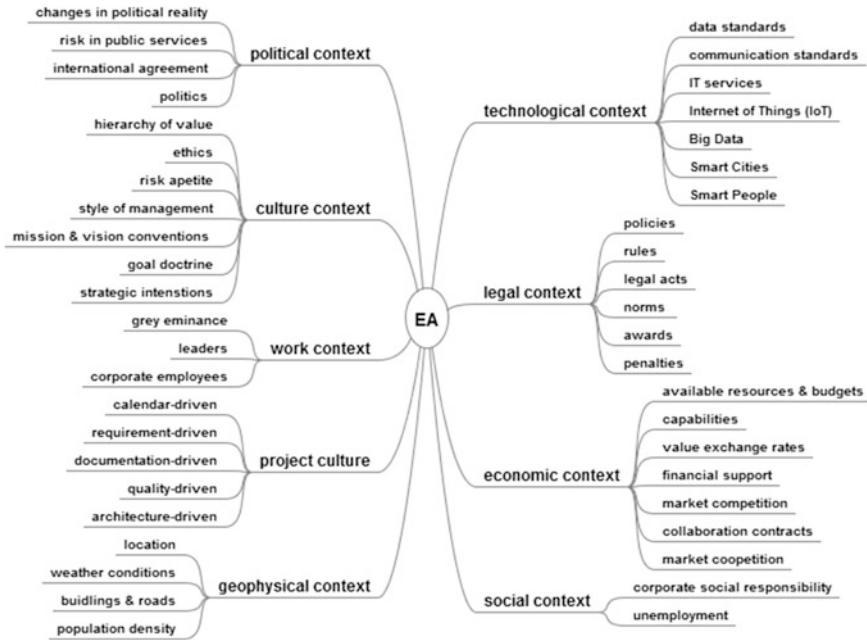 changes in political reality
risk in public services
international agreement
politics
political context
hierarchy of value
ethics
risk apetite
style of management
mission & vision conventions
goal doctrine
strategic intenstions
culture context
grey eminance
leaders
corporate employees
work context
calendar-driven
requirement-driven
documentation-driven
quality-driven
architecture-driven
project culture
location
weather conditions
buidlings & roads
population density
geophysical context
EA
technological context
data standards
communication standards
IT services
Internet of Things (IoT)
Big Data
Smart Cities
Smart People
legal context
policies
rules
legal acts
norms
awards
penalties
economic context
available resources & budgets
capabilities
value exchange rates
financial support
market competition
collaboration contracts
market coopetition
social context
corporate social responsibility
unemployment